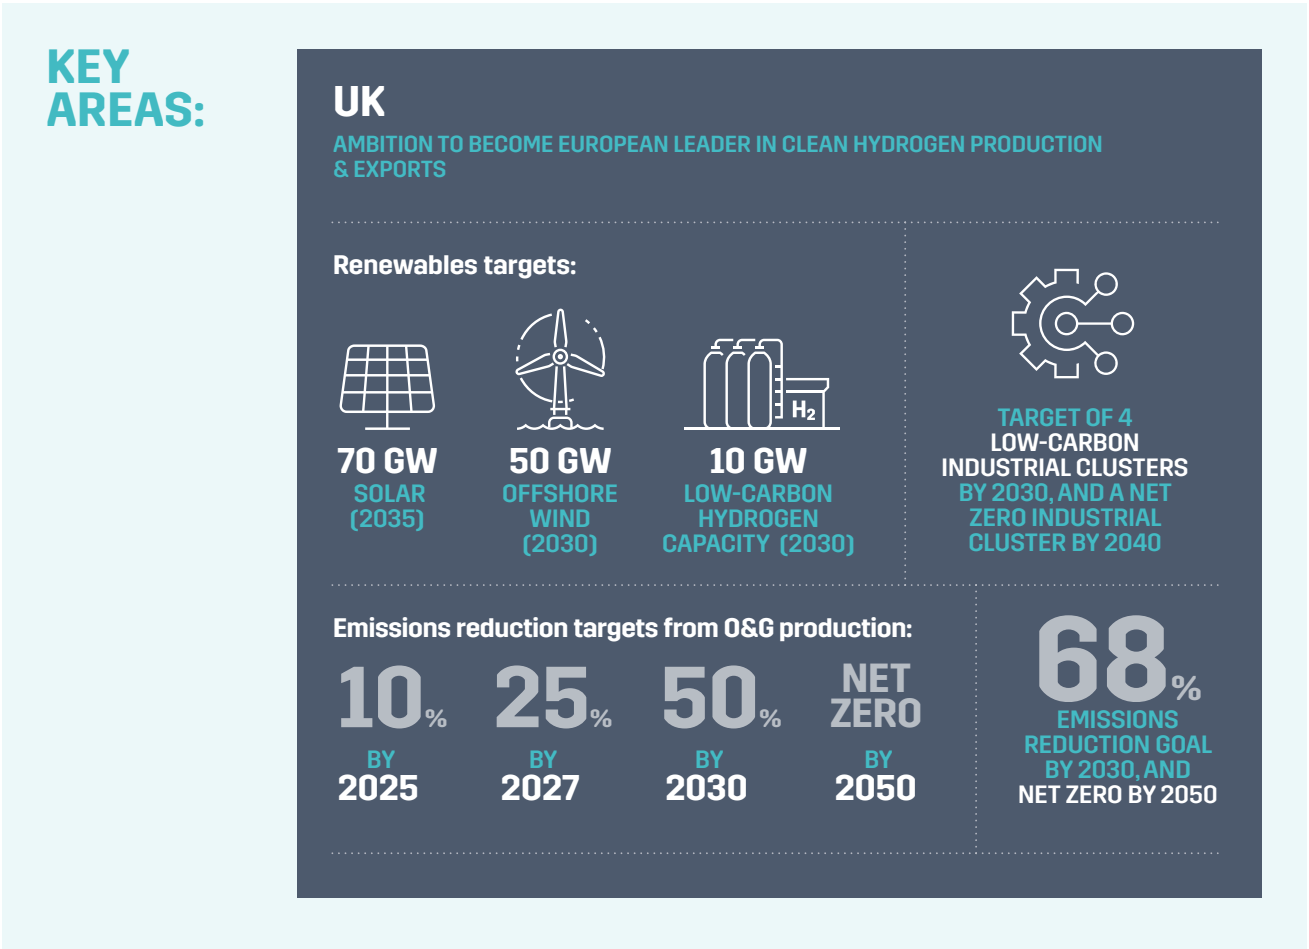 KEY
AREAS:
UK
AMBITION TO BECOME EUROPEAN LEADER IN CLEAN HYDROGEN PRODUCTION
& EXPORTS
Renewables targets:
H₂
70 GW
SOLAR
(2035)
50 GW
OFFSHORE
WIND
(2030)
10 GW
LOW-CARBON
HYDROGEN
CAPACITY (2030)
TARGET OF 4
LOW-CARBON
INDUSTRIAL CLUSTERS
BY 2030, AND A NET
ZERO INDUSTRIAL
CLUSTER BY 2040
Emissions reduction targets from O&G production:
10%
BY
2025
25%
BY
2027
50%
BY
2030
NET
ZERO
BY
2050
68%
EMISSIONS
REDUCTION GOAL
BY 2030, AND
NET ZERO BY 2050